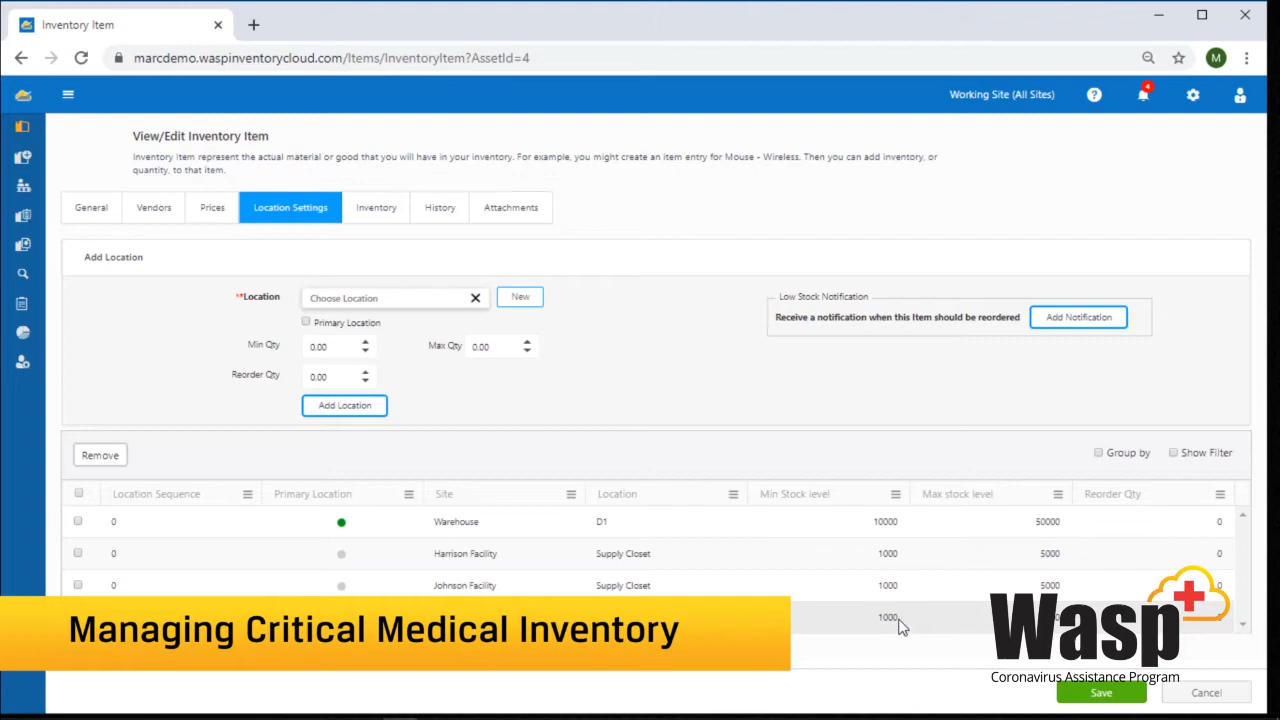 Inventory Item
marcdemo.waspinventorycloud.com/Items/InventoryItem?AssetId=4
M
Working Site (All Sites)
?
4
View/Edit Inventory Item
Inventory Item represent the actual material or good that you will have in your inventory. For example, you might create an item entry for Mouse - Wireless. Then you can add inventory, or
quantity, to that item.
General Vendors Prices Location Settings Inventory History Attachments
Add Location
**Location Choose Location New
Primary Location
Low Stock Notification
Receive a notification when this Item should be reordered Add Notification
Min Qty 0.00 Max Qty 0.00
Reorder Qty 0.00
Add Location
Remove Group by Show Filter
Location Sequence Primary Location Site Location Min Stock level Max stock level Reorder Qty
0 Warehouse D1 10000 50000 0
0 Harrison Facility Supply Closet 1000 5000 0
0 Johnson Facility Supply Closet 1000 5000 0
1000
Managing Critical Medical Inventory
Wasp
Coronavirus Assistance Program
Save Cancel